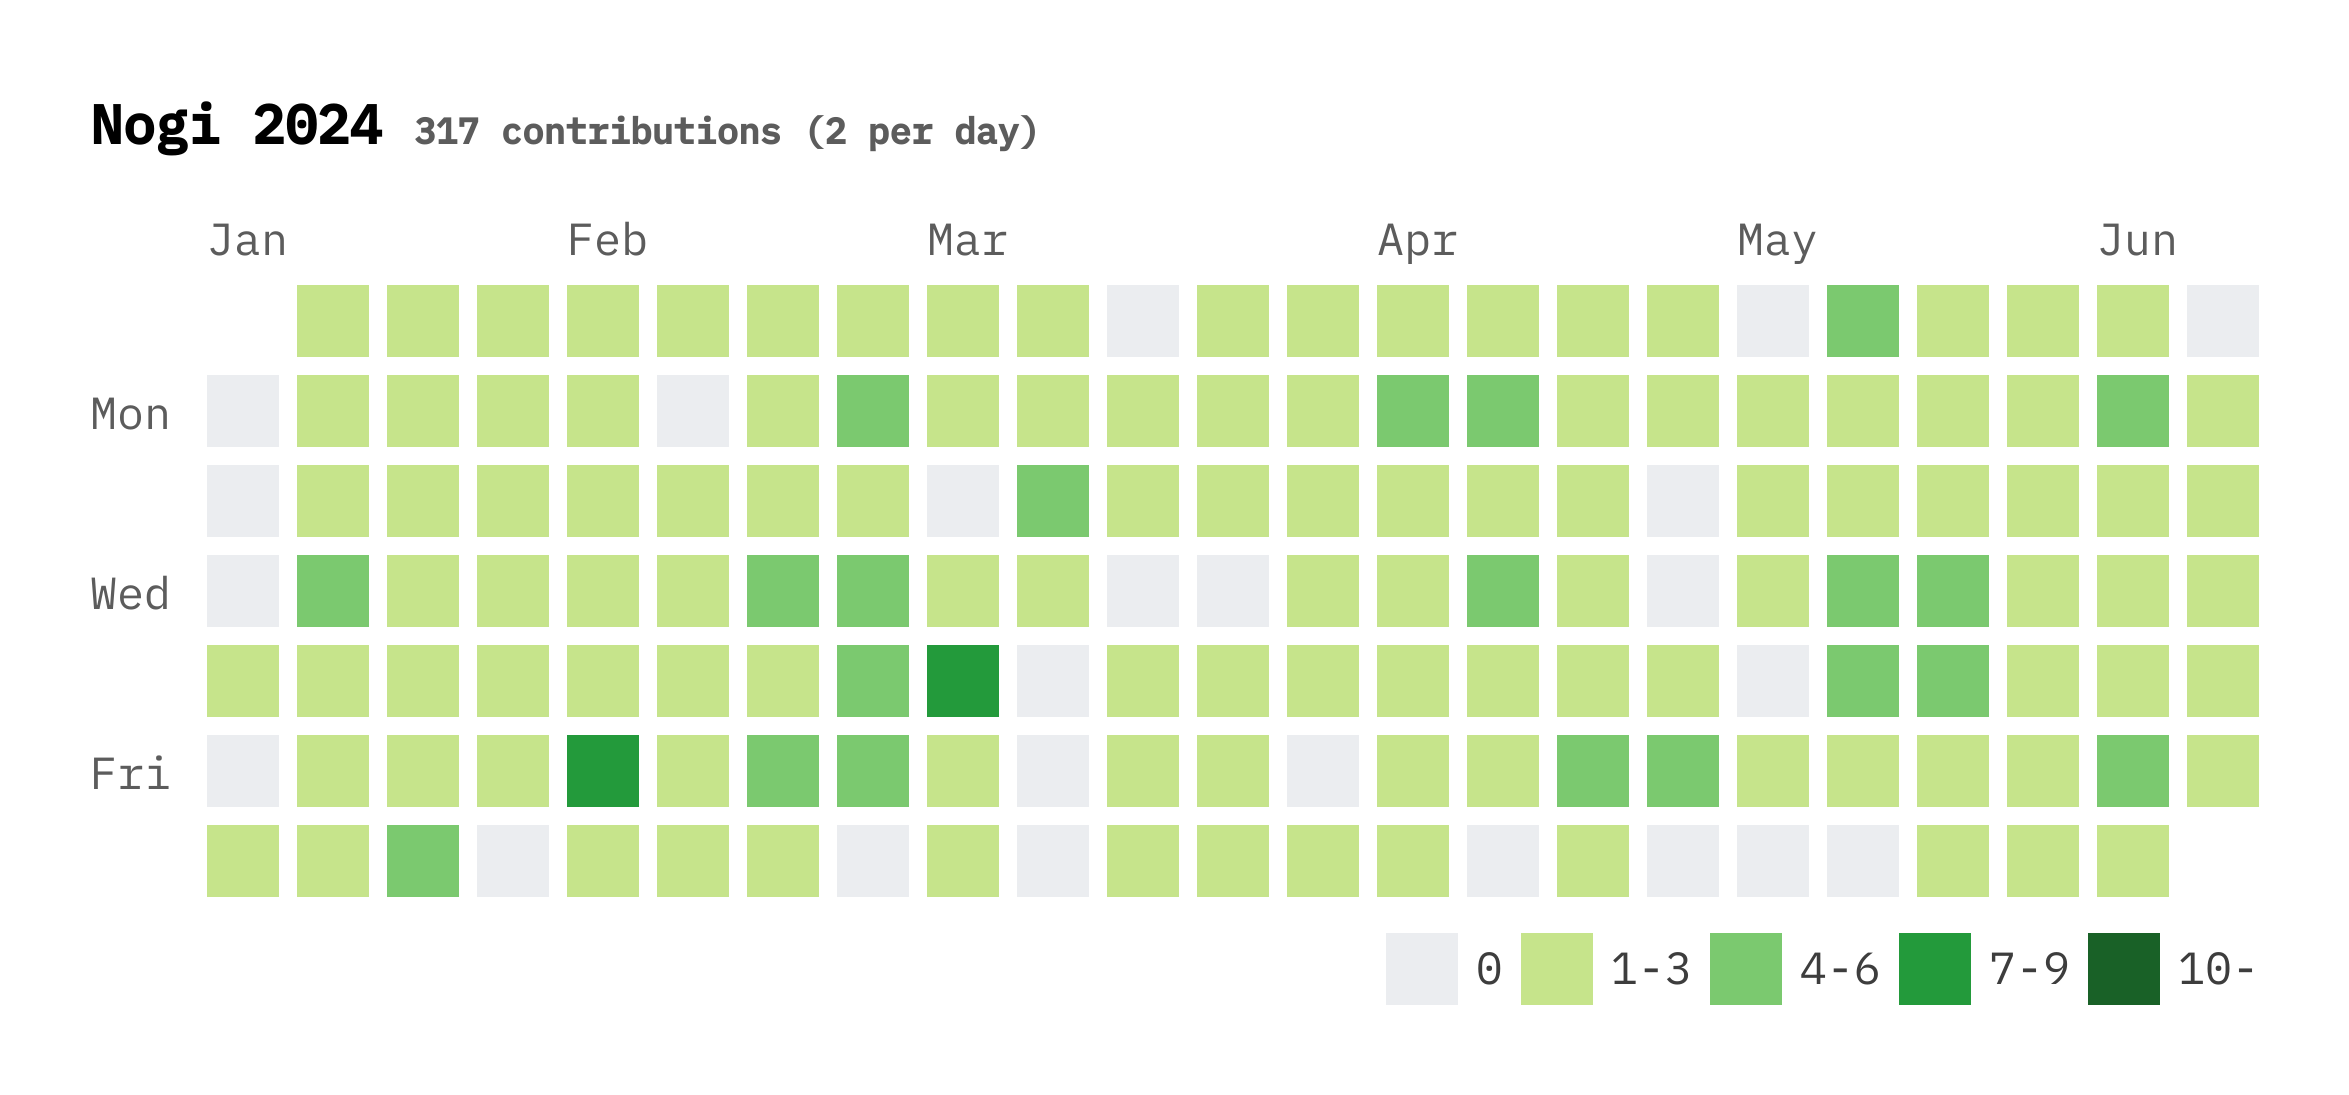 Nogi 2024 317 contributions (2 per day)
Jan Feb Mar Apr May Jun
Mon
Wed
Fri
0 1-3 4-6 7-9 10-